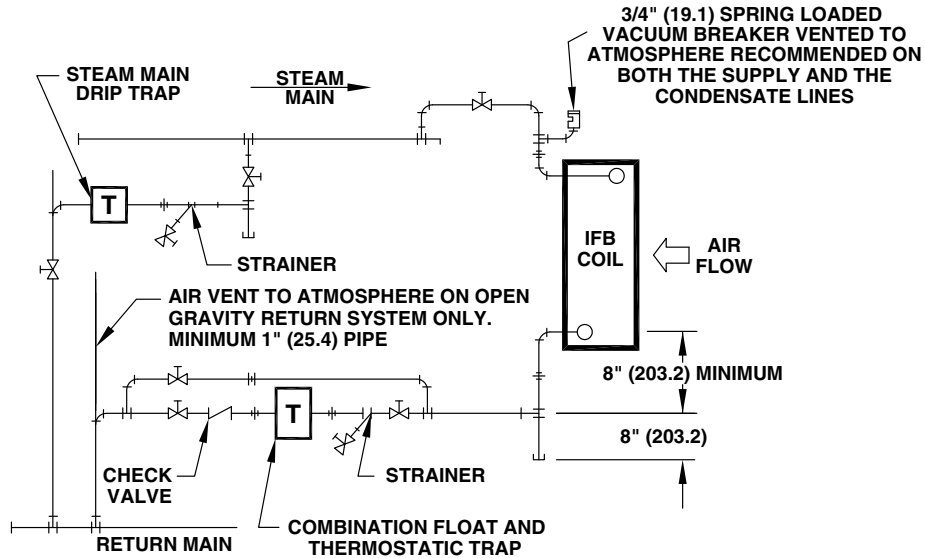 3/4" (19.1) SPRING LOADED
VACUUM BREAKER VENTED TO
ATMOSPHERE RECOMMENDED ON
BOTH THE SUPPLY AND THE
CONDENSATE LINES
STEAM MAIN
DRIP TRAP
STEAM
MAIN
T
STRAINER
IFB
COIL
AIR
FLOW
AIR VENT TO ATMOSPHERE ON OPEN
GRAVITY RETURN SYSTEM ONLY.
MINIMUM 1" (25.4) PIPE
8" (203.2) MINIMUM
T
8" (203.2)
CHECK
VALVE
STRAINER
RETURN MAIN
COMBINATION FLOAT AND
THERMOSTATIC TRAP